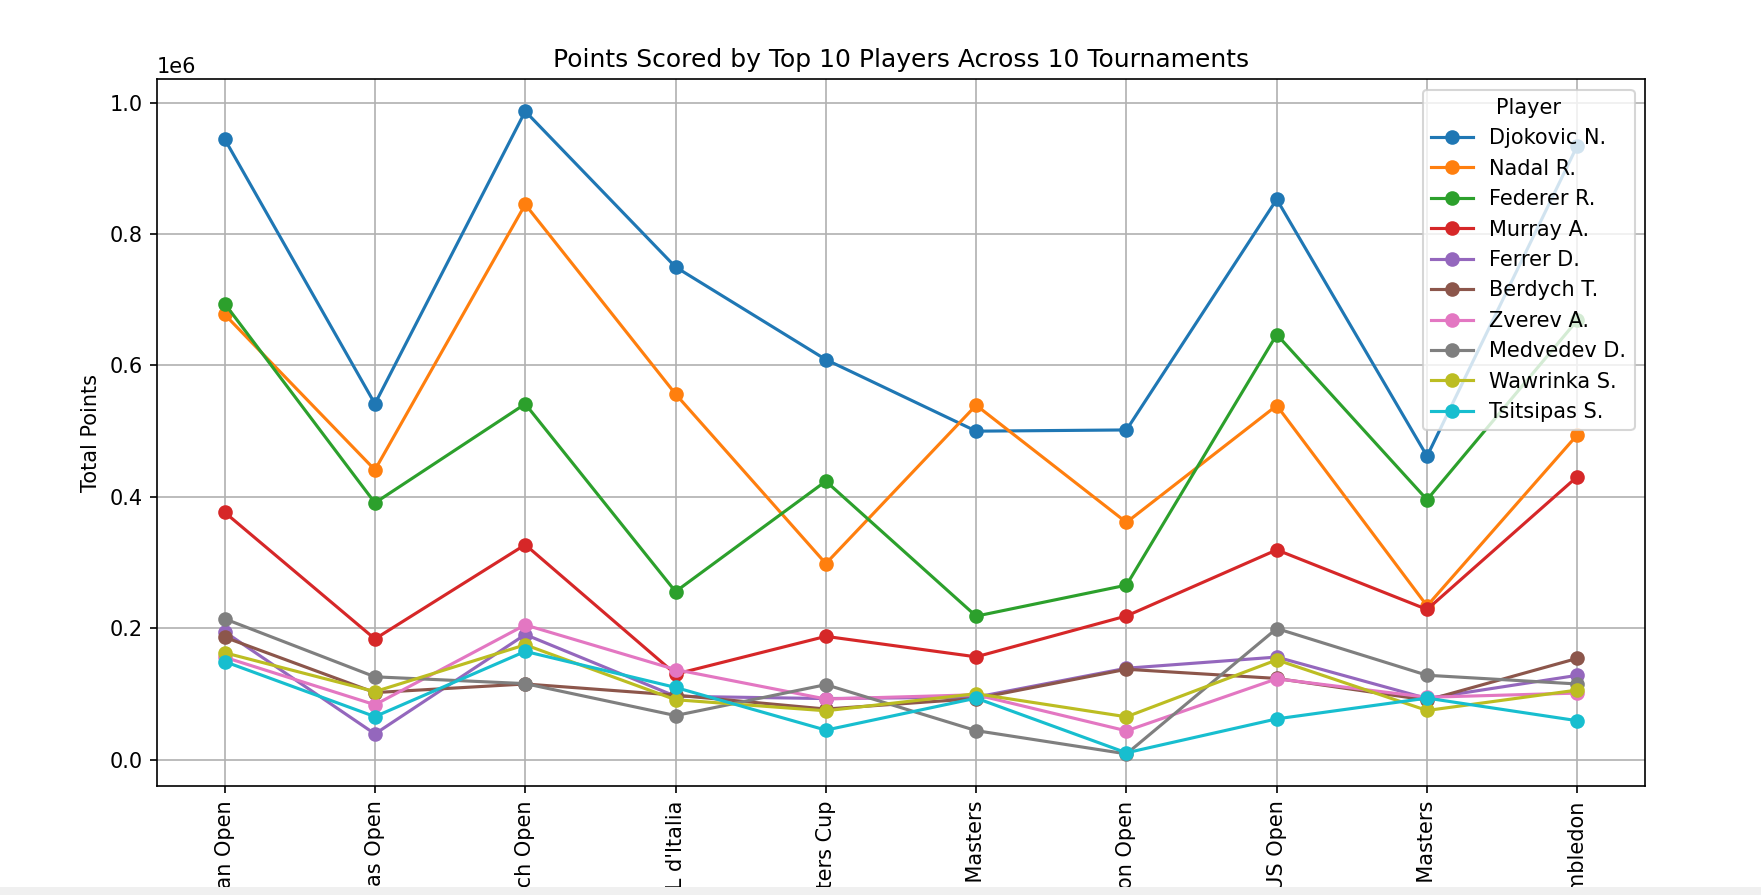 Points Scored by Top 10 Players Across 10 Tournaments
1e6
1.0
0.8
0.6
0.4
0.2
0.0
Total Points
Player
Djokovic N.
Nadal R.
Federer R.
Murray A.
Ferrer D.
Berdych T.
Zverev A.
Medvedev D.
Wawrinka S.
Tsitsipas S.
an Open
as Open
ch Open
L d'Italia
ters Cup
Masters
on Open
US Open
Masters
mbledon